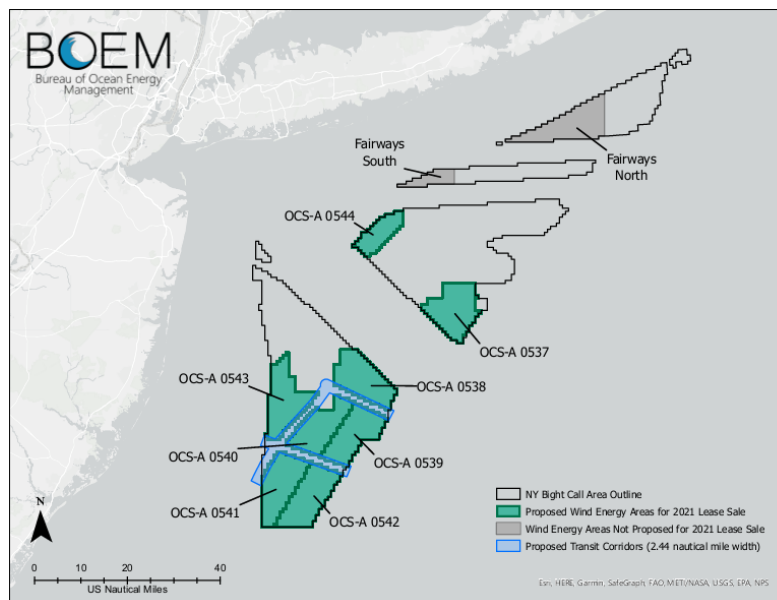 BOEM
Bureau of Ocean Energy
Management
Fairways
South
Fairways
North
OCS-A 0544
OCS-A 0537
OCS-A 0543
OCS-A 0538
OCS-A 0540
OCS-A 0539
OCS-A 0541
OCS-A 0542
N
0 5 10 20 30 40
US Nautical Miles
NY Bight Call Area Outline
Proposed Wind Energy Areas for 2021 Lease Sale
Wind Energy Areas Not Proposed for 2021 Lease Sale
Proposed Transit Corridors (2.44 nautical mile width)
Esri, HERE, Garmin, SafeGraph, FAO, METI/NASA, USGS, EPA, NPS